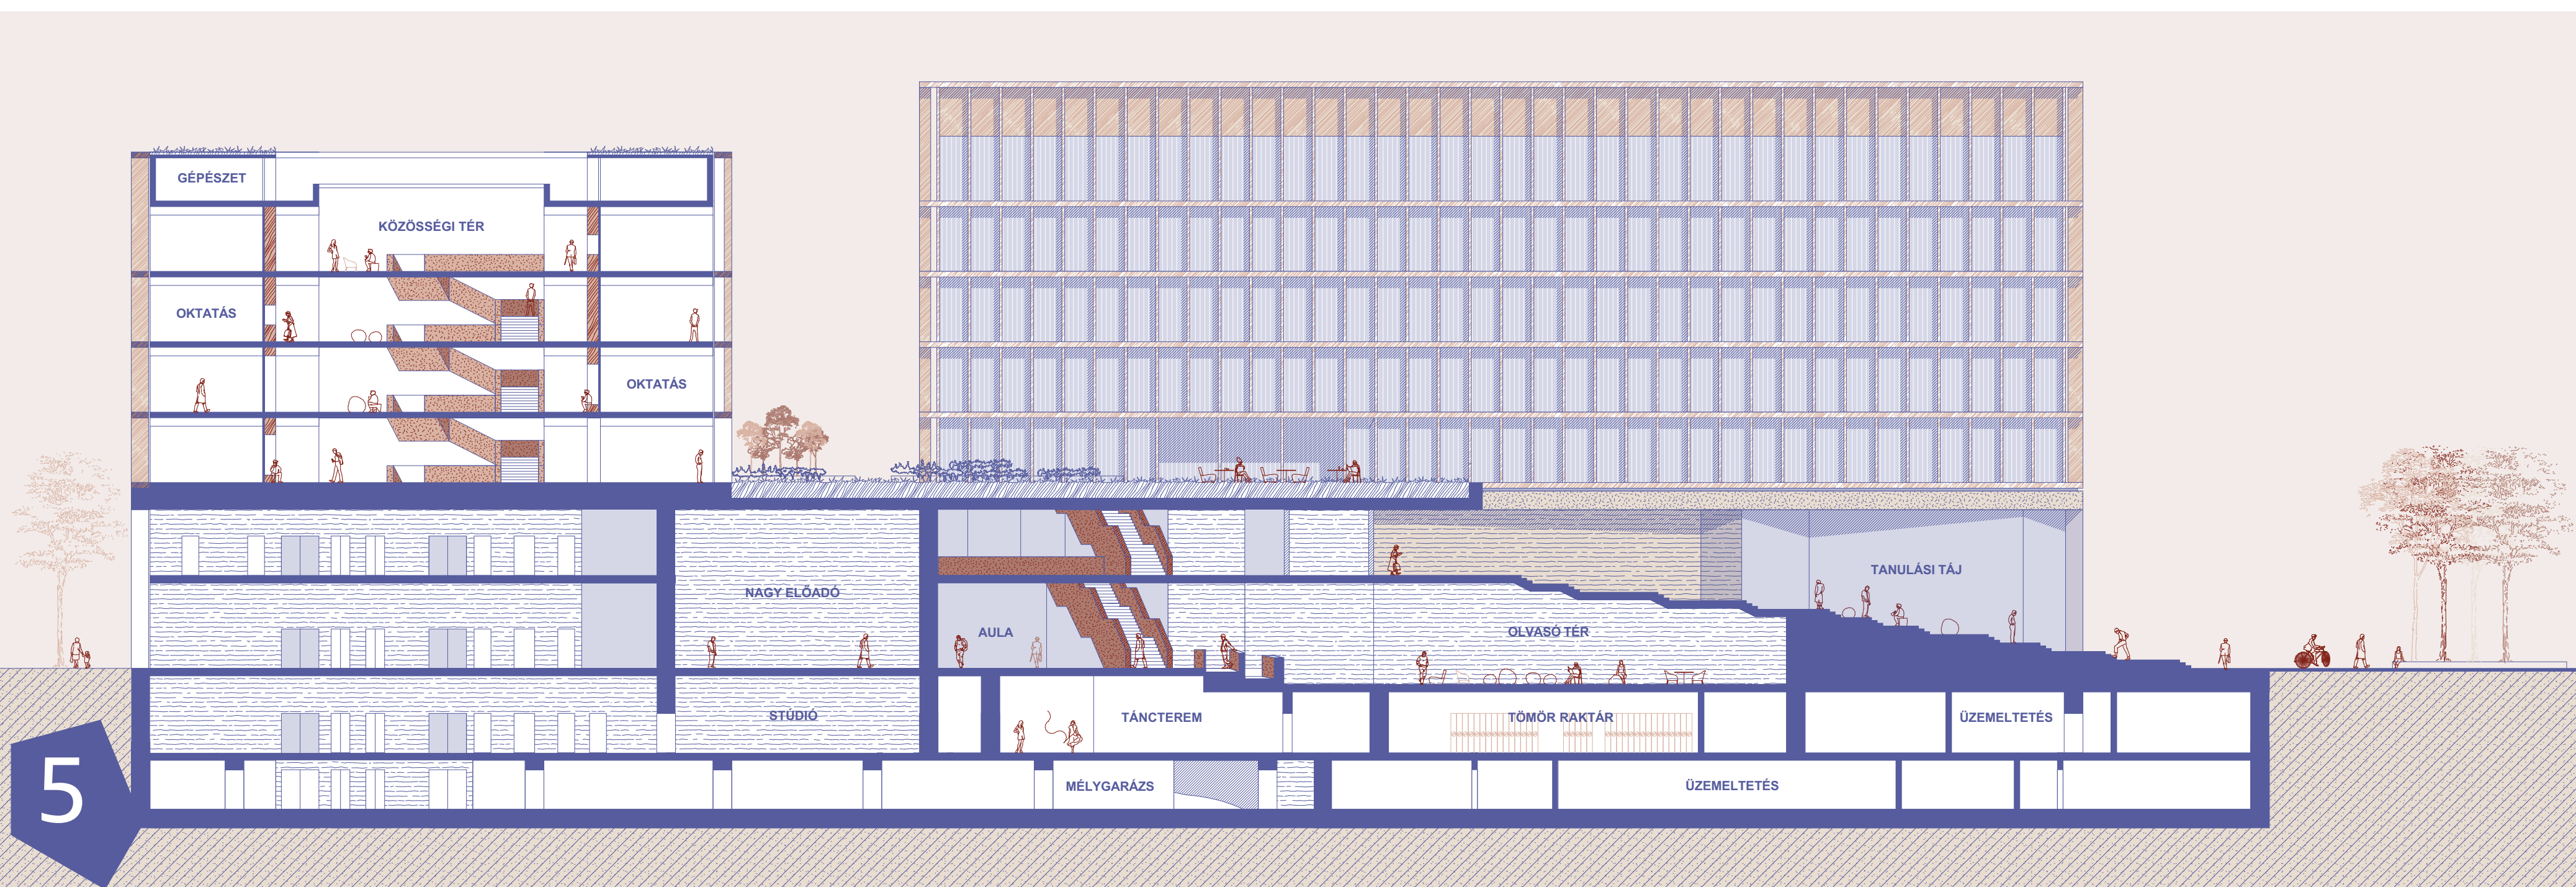 GÉPÉSZET
KÖZÖSSÉGI TÉR
OKTATÁS
OKTATÁS
TANULÁSI TÁJ
NAGY ELŐADÓ
AULA
OLVASÓ TÉR
STÚDIÓ
TÁNCTEREM
TÖMÖR RAKTÁR
ÜZEMELTETÉS
MÉLYGARÁZS
ÜZEMELTETÉS
5